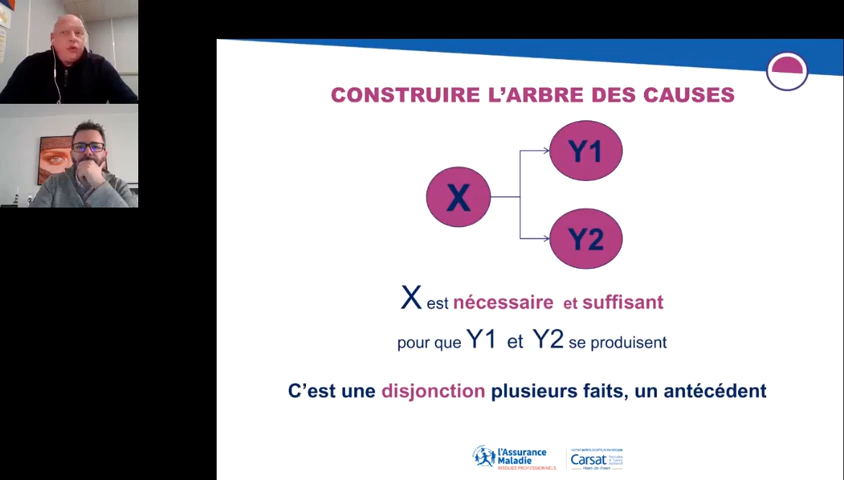 CONSTRUIRE L'ARBRE DES CAUSES
Y1
X
Y2
X est nécessaire et suffisant
pour que Y1 et Y2 se produisent
C'est une disjonction plusieurs faits, un antécédent
l'Assurance
Maladie
RISQUES PROFESSIONNELS
Carsat